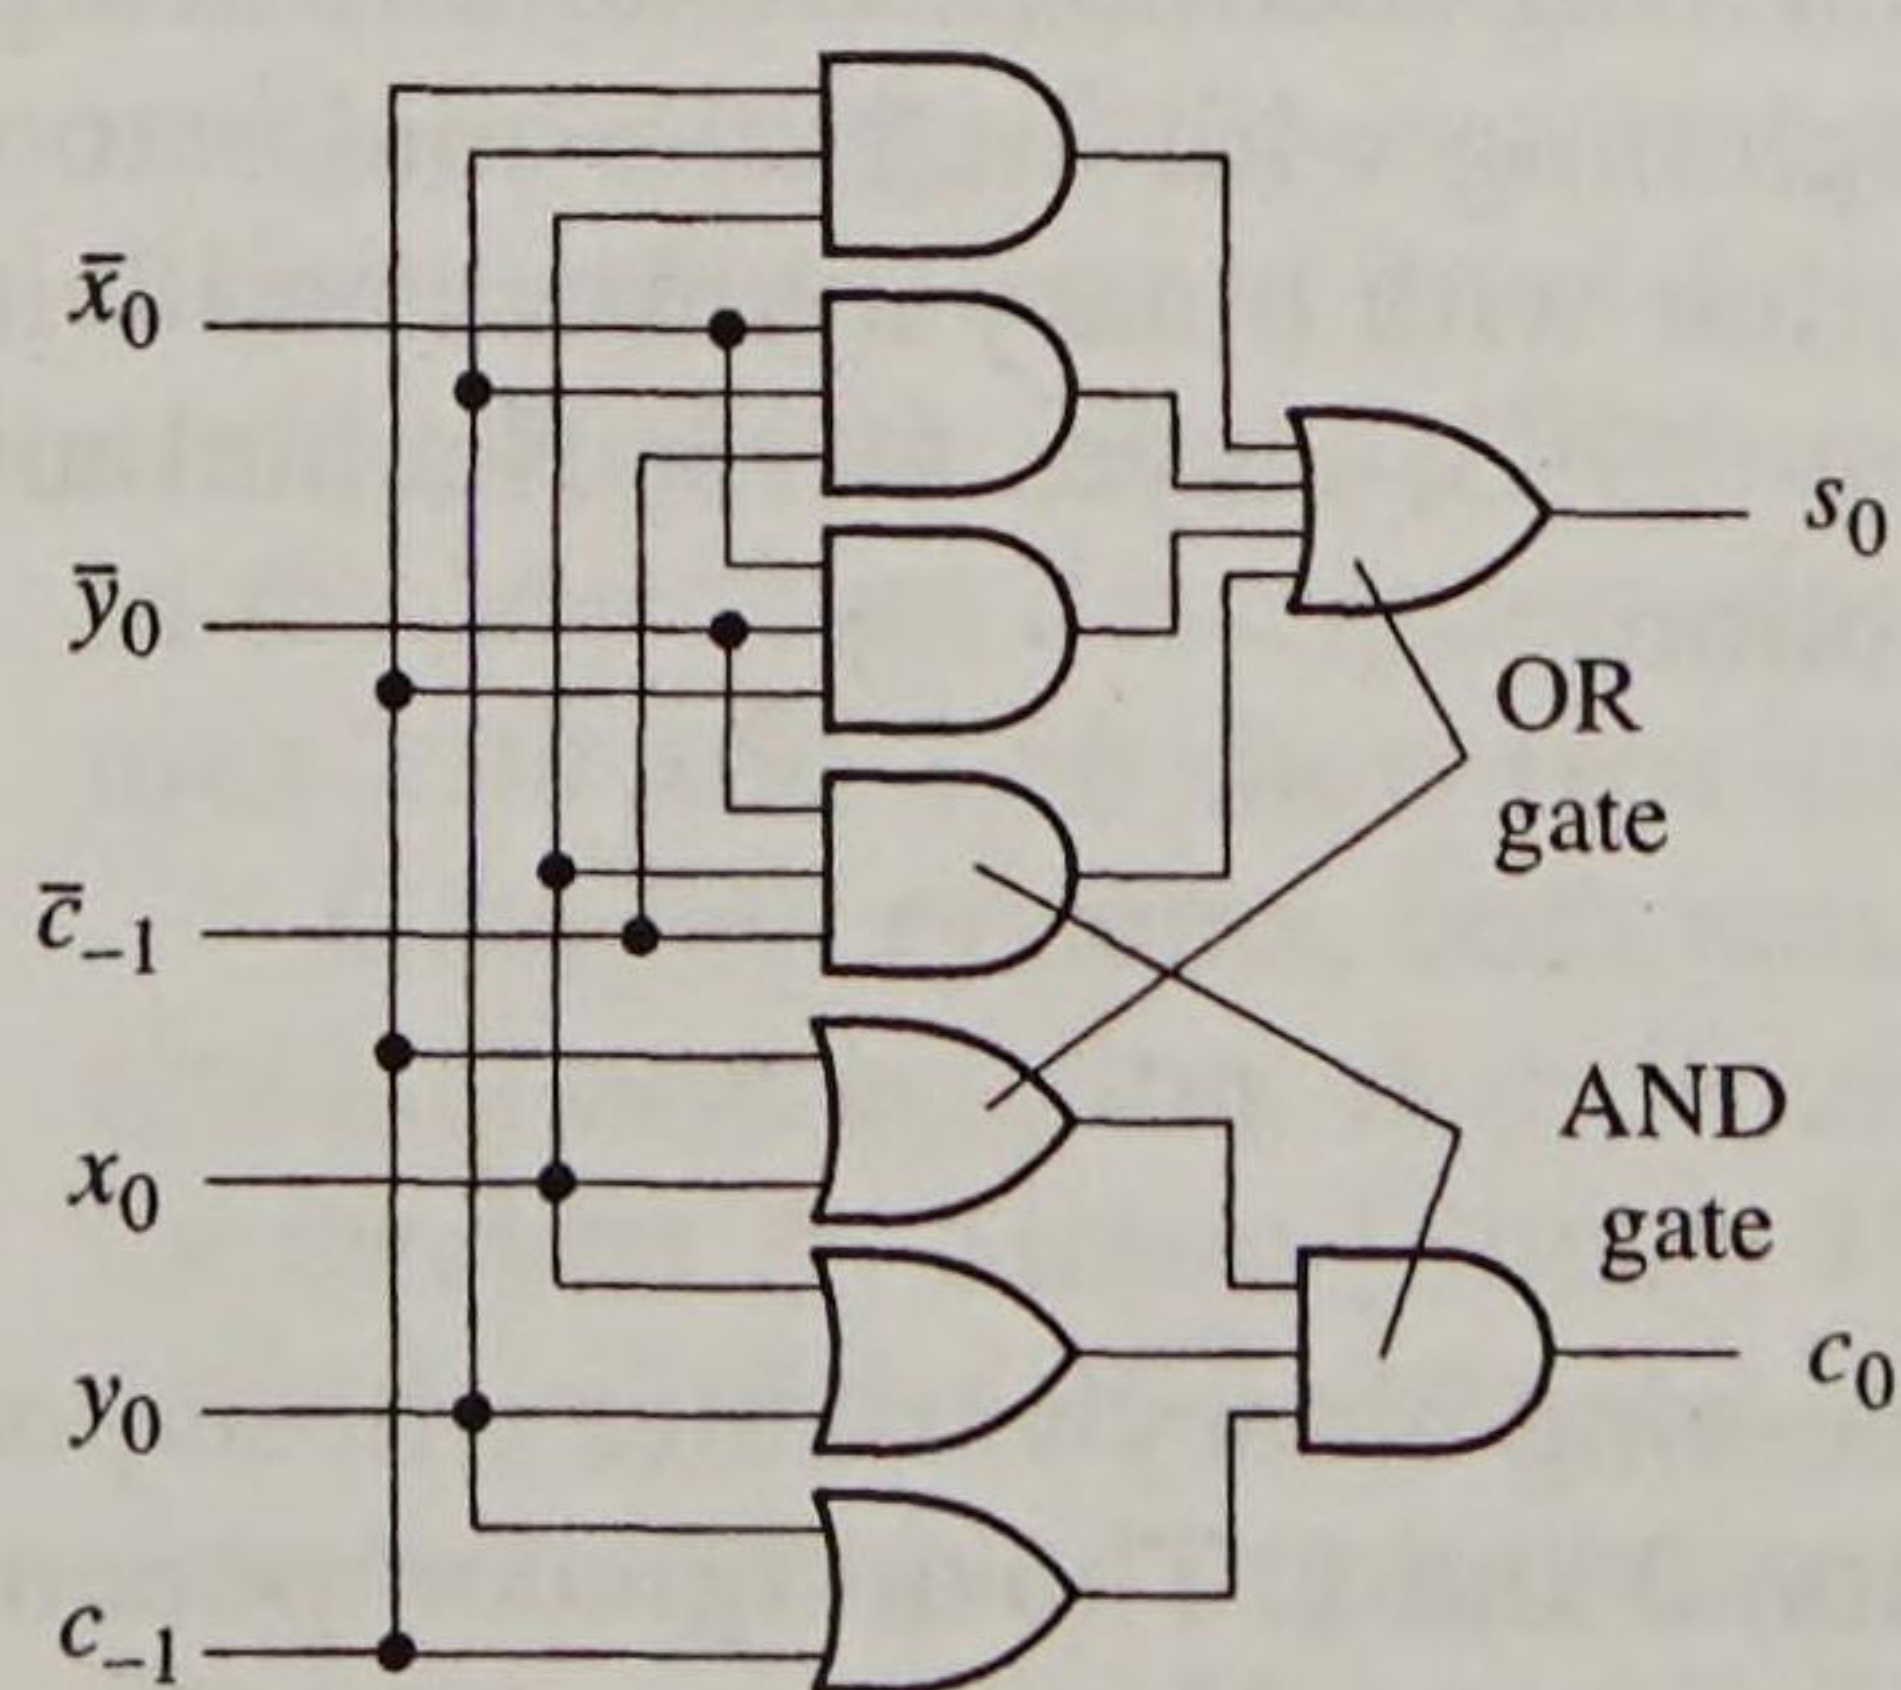 x̄₀
s₀
ȳ₀
OR
gate
c̄₋₁
AND
gate
x₀
c₀
y₀
c₋₁